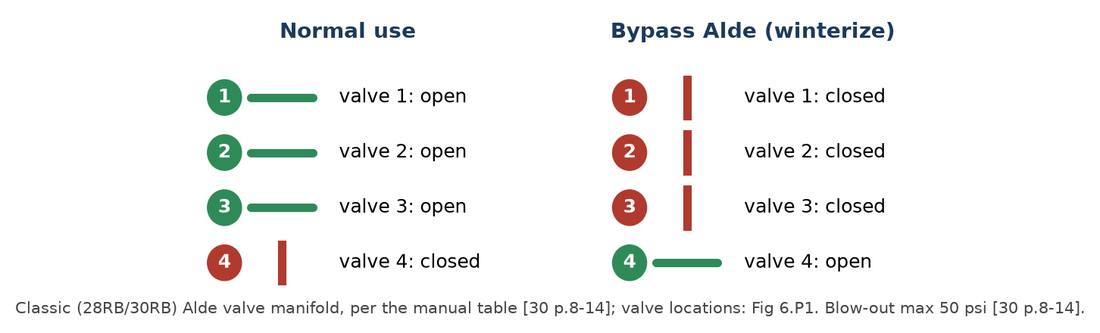 Normal use
1 valve 1: open
2 valve 2: open
3 valve 3: open
4 valve 4: closed
Bypass Alde (winterize)
1 valve 1: closed
2 valve 2: closed
3 valve 3: closed
4 valve 4: open
Classic (28RB/30RB) Alde valve manifold, per the manual table [30 p.8-14]; valve locations: Fig 6.P1. Blow-out max 50 psi [30 p.8-14].